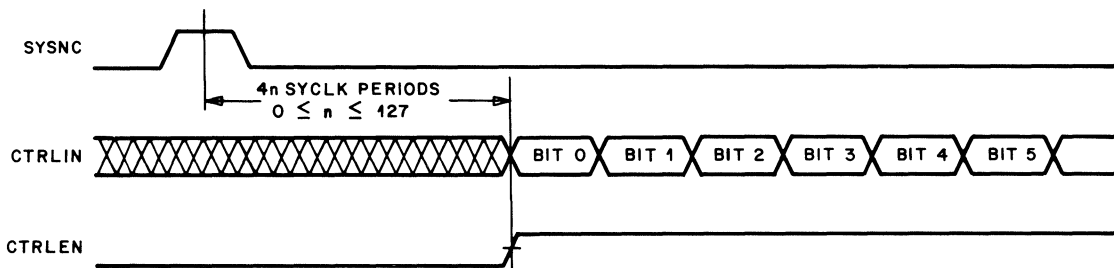 SYSNC
4n SYCLK PERIODS
0 ≤ n ≤ 127
CTRLIN BIT 0 BIT 1 BIT 2 BIT 3 BIT 4 BIT 5
CTRLEN